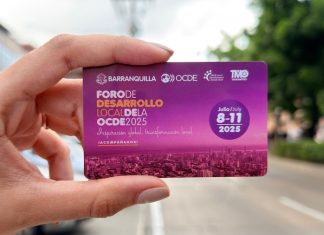 BARRANQUILLA
OCDE
TMO
FORO DE
DESARROLLO
LOCAL DE LA
OCDE 2025
Inspiración global, transformación local
¡ACOMPÁÑANOS!
Julio/July
8-11
2025